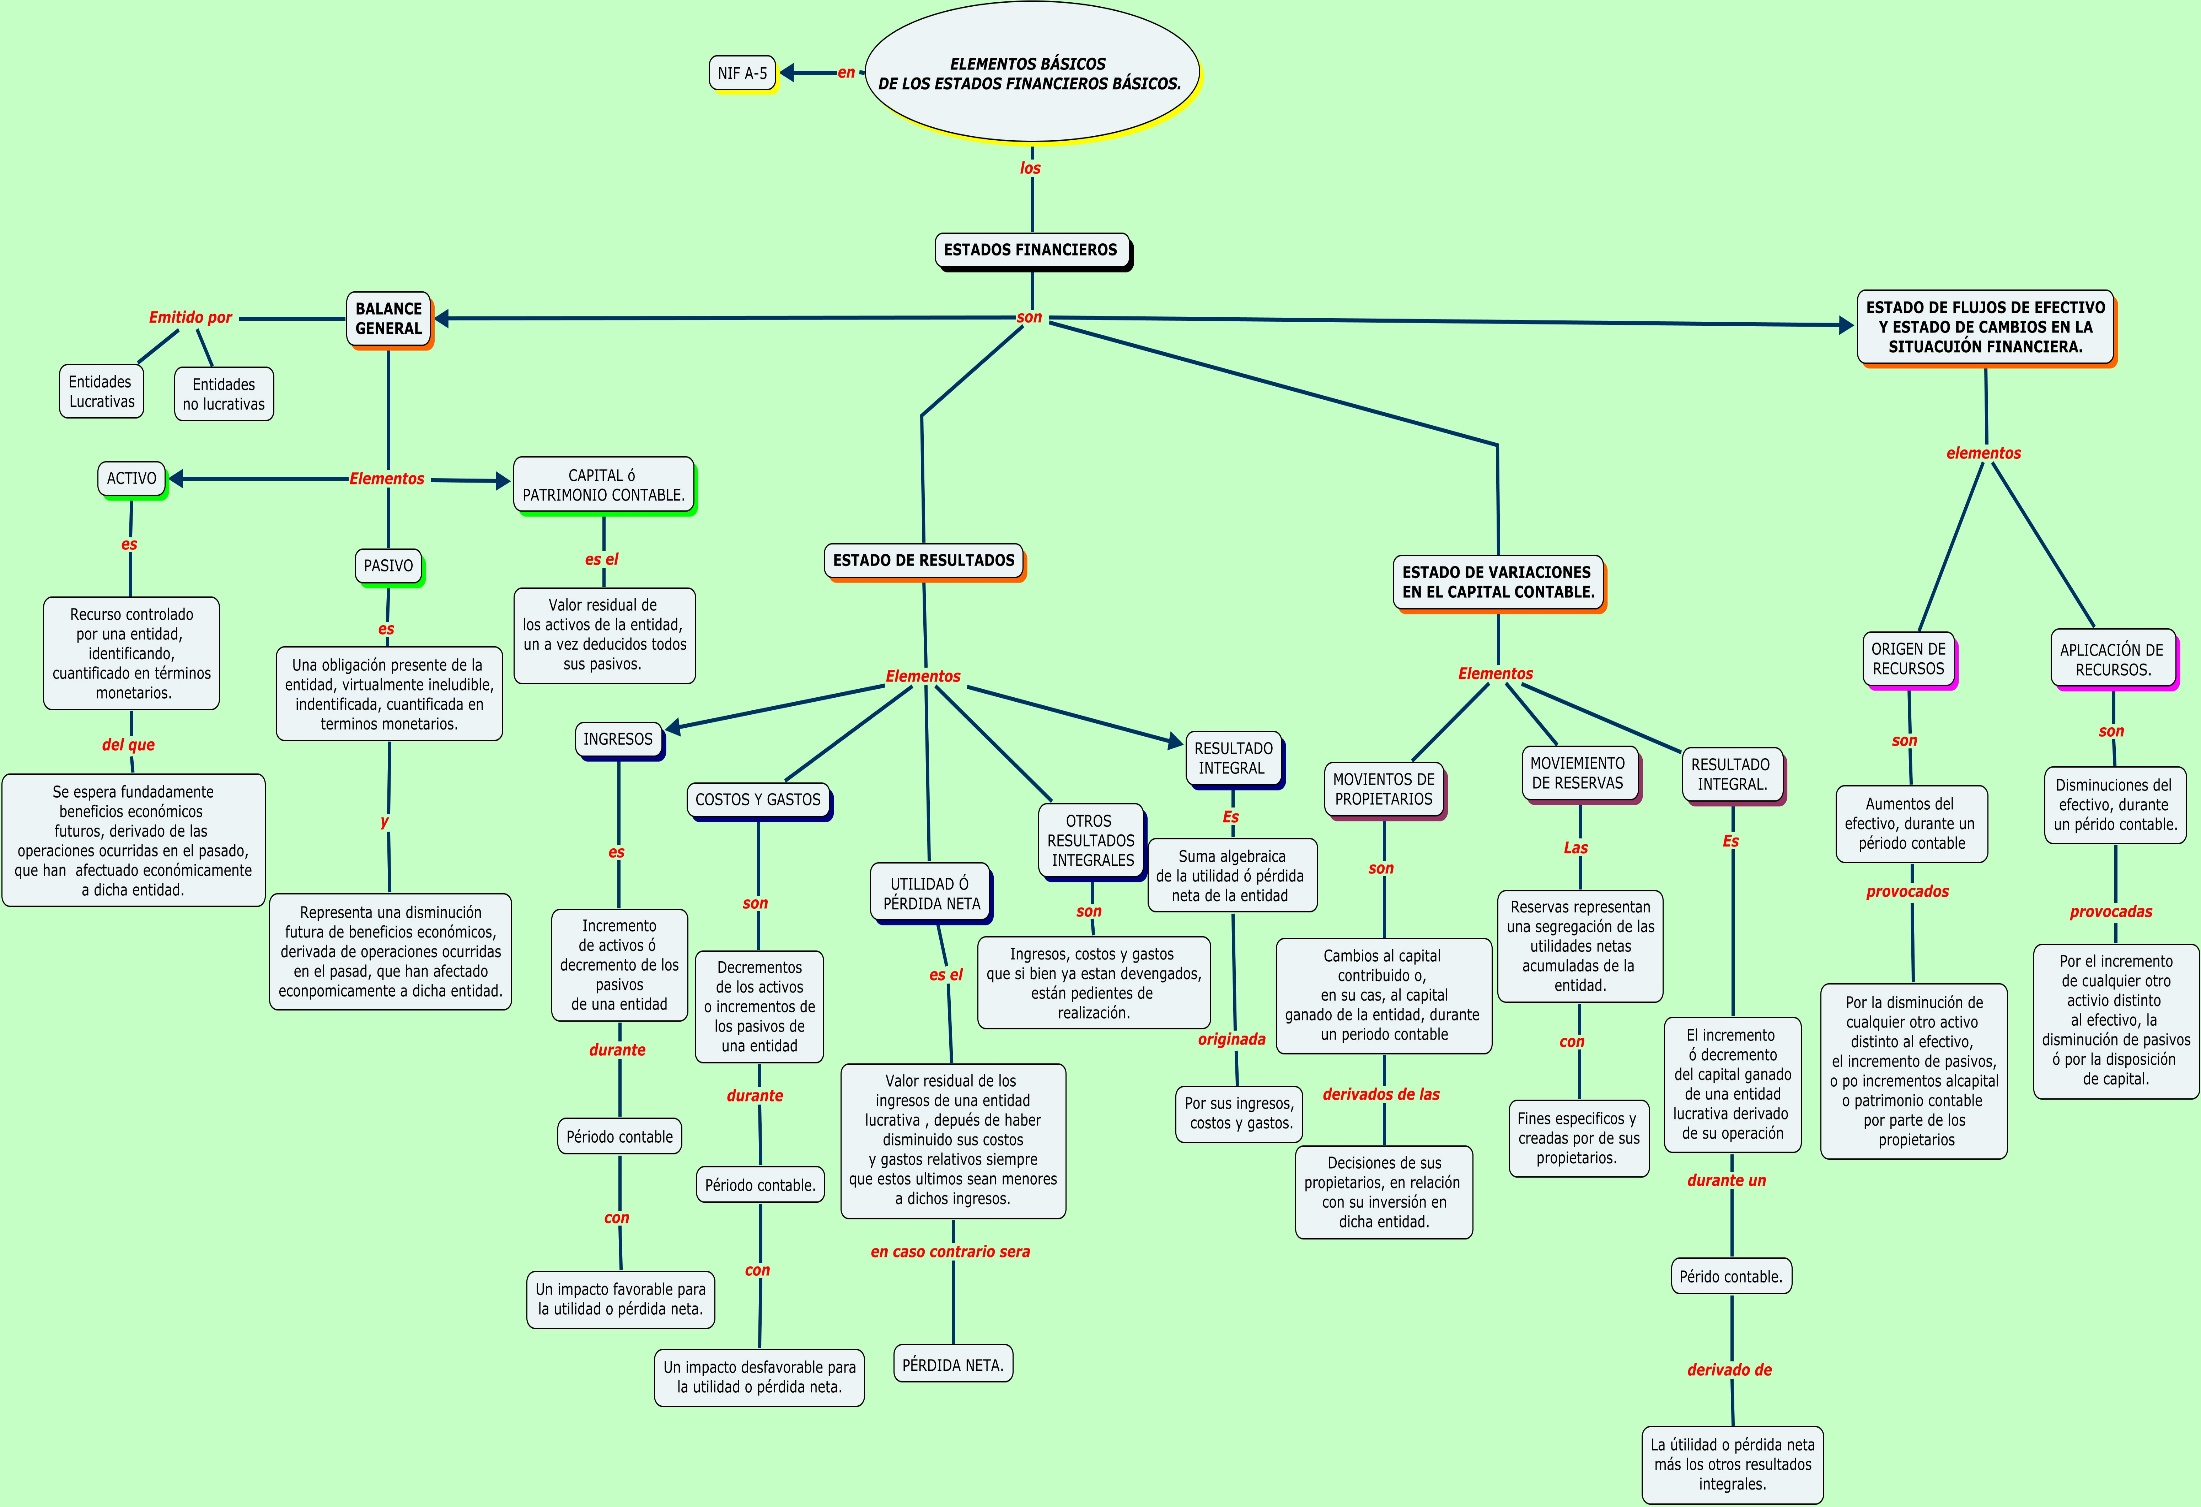 ELEMENTOS BÁSICOS
DE LOS ESTADOS FINANCIEROS BÁSICOS.
en
NIF A-5
los
ESTADOS FINANCIEROS
son
BALANCE
GENERAL
Emitido por
Entidades
Lucrativas
Entidades
no lucrativas
Elementos
ACTIVO
es
Recurso controlado
por una entidad,
identificando,
cuantificado en términos
monetarios.
del que
Se espera fundadamente
beneficios económicos
futuros, derivado de las
operaciones ocurridas en el pasado,
que han afectuado económicamente
a dicha entidad.
PASIVO
es
Una obligación presente de la
entidad, virtualmente ineludible,
indentificada, cuantificada en
terminos monetarios.
y
Representa una disminución
futura de beneficios económicos,
derivada de operaciones ocurridas
en el pasad, que han afectado
econpomicamente a dicha entidad.
CAPITAL ó
PATRIMONIO CONTABLE.
es el
Valor residual de
los activos de la entidad,
un a vez deducidos todos
sus pasivos.
ESTADO DE RESULTADOS
Elementos
INGRESOS
es
Incremento
de activos ó
decremento de los
pasivos
de una entidad
durante
Période contable
con
Un impacto favorable para
la utilidad o pérdida neta.
COSTOS Y GASTOS
son
Decrementos
de los activos
o incrementos de
los pasivos de
una entidad
durante
Périodo contable.
con
Un impacto desfavorable para
la utilidad o pérdida neta.
UTILIDAD Ó
PÉRDIDA NETA
es el
Valor residual de los
ingresos de una entidad
lucrativa , depués de haber
disminuido sus costos
y gastos relativos siempre
que estos ultimos sean menores
a dichos ingresos.
en caso contrario sera
PÉRDIDA NETA.
OTROS
RESULTADOS
INTEGRALES
son
Ingresos, costos y gastos
que si bien ya estan devengados,
están pedientes de
realización.
RESULTADO
INTEGRAL
Es
Suma algebraica
de la utilidad ó pérdida
neta de la entidad
originada
Por sus ingresos,
costos y gastos.
ESTADO DE VARIACIONES
EN EL CAPITAL CONTABLE.
Elementos
MOVIENTOS DE
PROPIETARIOS
son
Cambios al capital
contribuido o,
en su cas, al capital
ganado de la entidad, durante
un periodo contable
derivados de las
Decisiones de sus
propietarios, en relación
con su inversión en
dicha entidad.
MOVIEMIENTO
DE RESERVAS
Las
Reservas representan
una segregación de las
utilidades netas
acumuladas de la
entidad.
con
Fines especificos y
creadas por de sus
propietarios.
RESULTADO
INTEGRAL.
Es
El incremento
ó decremento
del capital ganado
de una entidad
lucrativa derivado
de su operación
durante un
Pérido contable.
derivado de
La útilidad o pérdida neta
más los otros resultados
integrales.
ESTADO DE FLUJOS DE EFECTIVO
Y ESTADO DE CAMBIOS EN LA
SITUACUIÓN FINANCIERA.
elementos
ORIGEN DE
RECURSOS
son
Aumentos del
efectivo, durante un
périodo contable
provocados
Por la disminución de
cualquier otro activo
distinto al efectivo,
el incremento de pasivos,
o po incrementos alcapital
o patrimonio contable
por parte de los
propietarios
APLICACIÓN DE
RECURSOS.
son
Disminuciones del
efectivo, durante
un périDo contable.
provocadas
Por el incremento
de cualquier otro
activio distinto
al efectivo, la
disminución de pasivos
ó por la disposición
de capital.